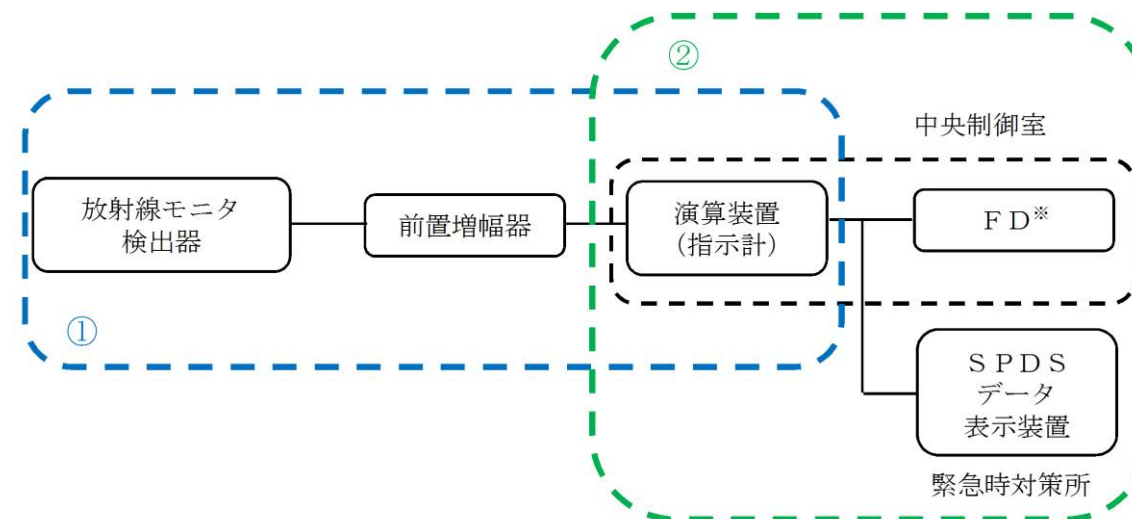 ②
中央制御室
放射線モニタ
検出器
前置増幅器
演算装置
(指示計)
ＦＤ※
①
ＳＰＤＳ
データ
表示装置
緊急時対策所